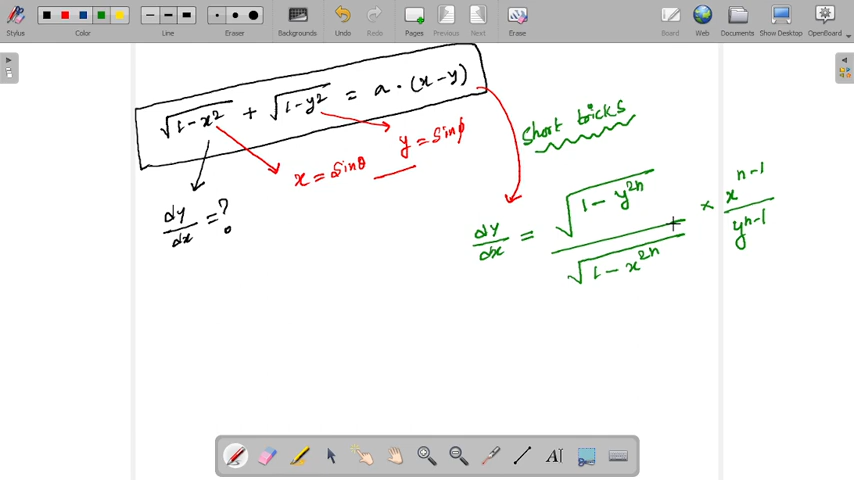 Stylus Color Line Eraser Backgrounds Undo Redo Pages Previous Next Erase Board Web Documents Show Desktop OpenBoard
√1-x² + √1-y² = a·(x-y)
x = Sinθ
y = Sinϕ
dy/dx = ?
Short tricks
dy/dx = √1-y²ⁿ / √1-x²ⁿ × xⁿ⁻¹/yⁿ⁻¹